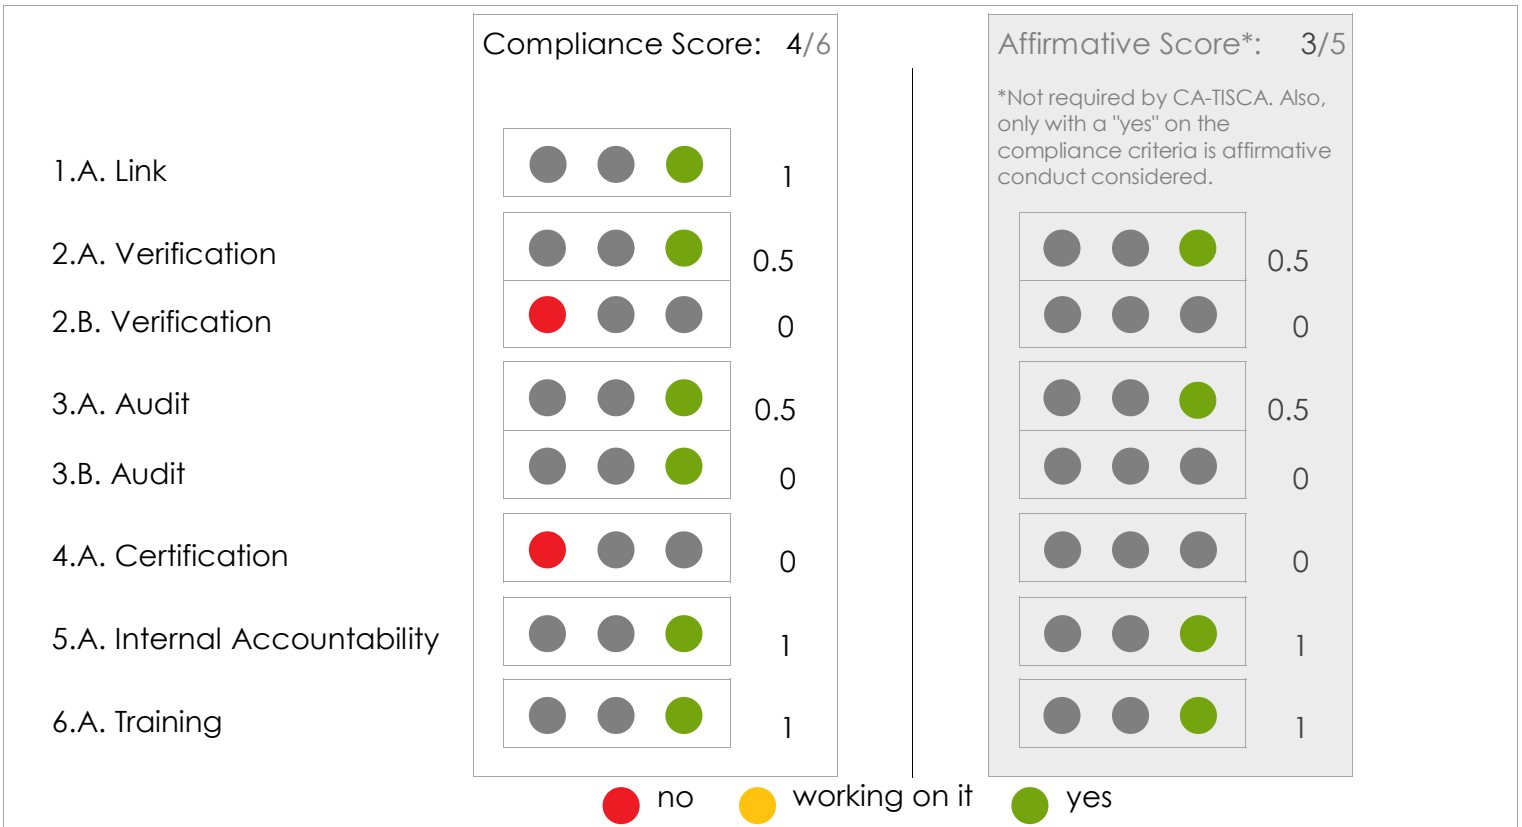 Compliance Score: 4/6
Affirmative Score*: 3/5
*Not required by CA-TISCA. Also,
only with a "yes" on the
compliance criteria is affirmative
conduct considered.
1.A. Link 1
2.A. Verification 0.5 0.5
2.B. Verification 0 0
3.A. Audit 0.5 0.5
3.B. Audit 0 0
4.A. Certification 0 0
5.A. Internal Accountability 1 1
6.A. Training 1 1
no working on it yes